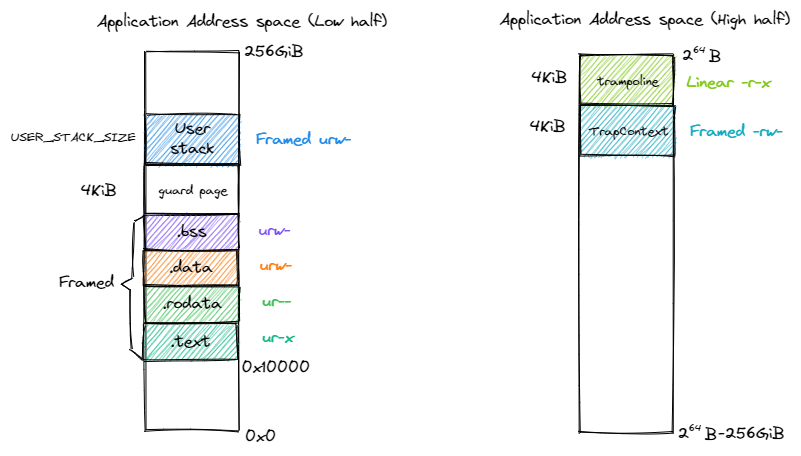 Application Address space (Low half)
256GiB
USER_STACK_SIZE
User
stack
Framed urw-
4KiB
guard page
.bss
urw-
.data
urw-
Framed
.rodata
ur--
.text
ur-x
0x10000
0x0
Application Address space (High half)
2^64 B
4KiB
trampoline
Linear -r-x
4KiB
TrapContext
Framed -rw-
2^64 B-256GiB